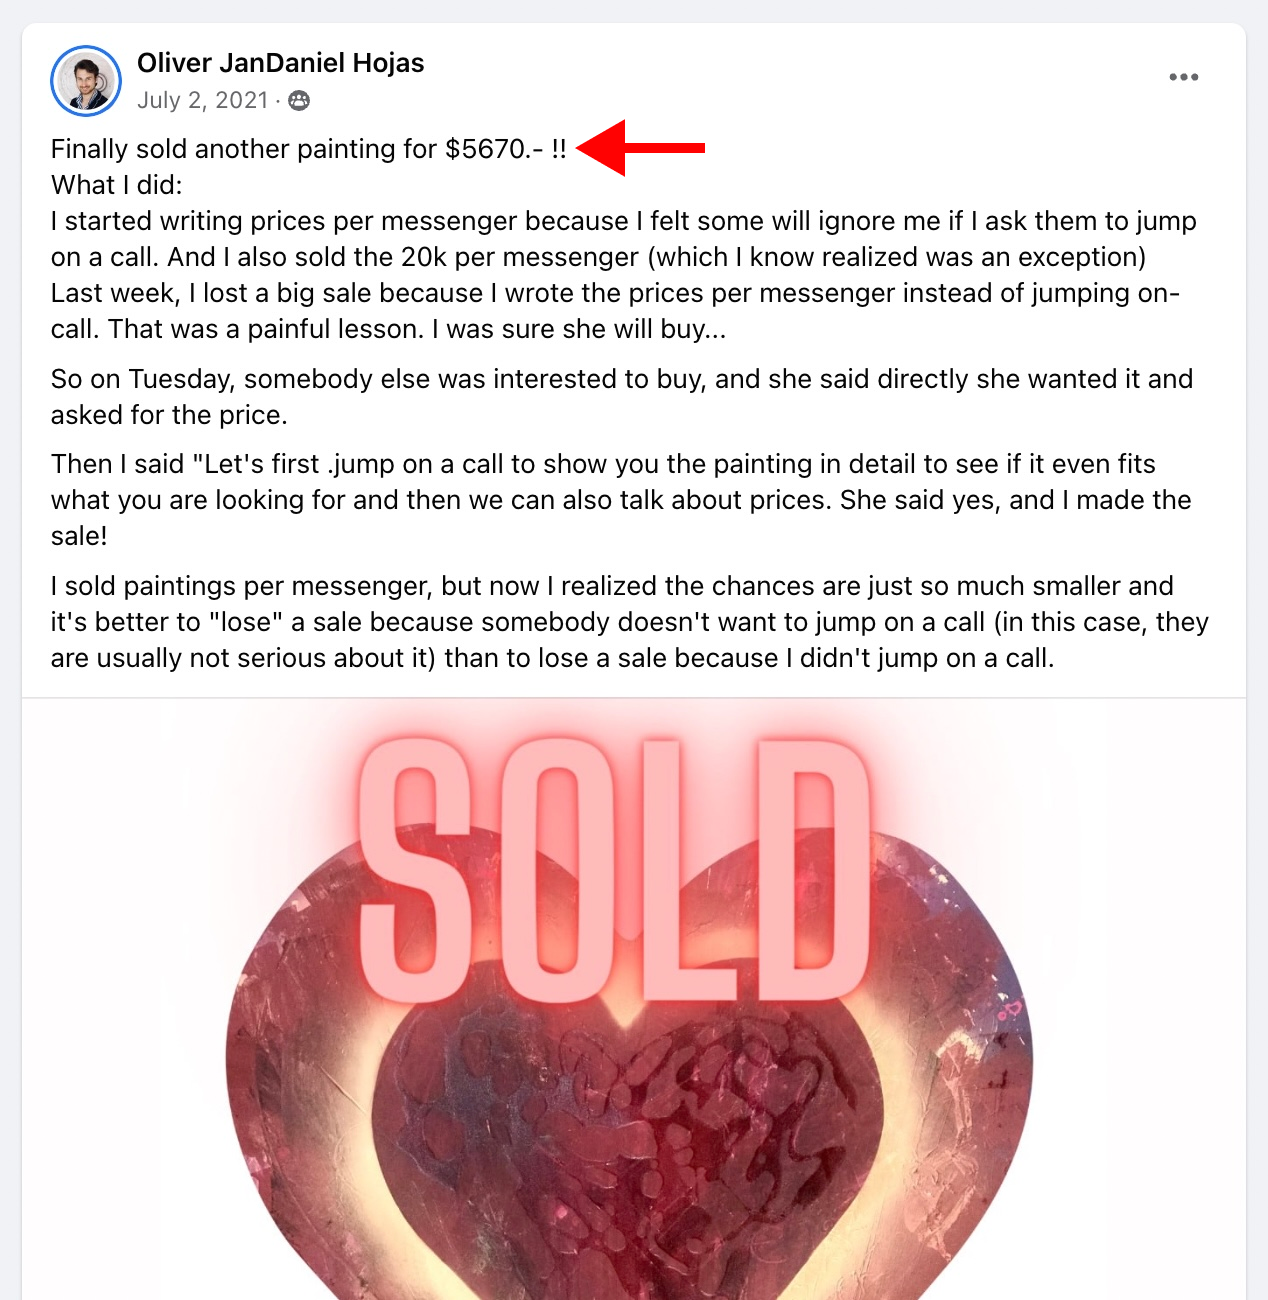 Oliver JanDaniel Hojas
July 2, 2021 ·
Finally sold another painting for $5670.- !!
What I did:
I started writing prices per messenger because I felt some will ignore me if I ask them to jump
on a call. And I also sold the 20k per messenger (which I know realized was an exception)
Last week, I lost a big sale because I wrote the prices per messenger instead of jumping on-
call. That was a painful lesson. I was sure she will buy...
So on Tuesday, somebody else was interested to buy, and she said directly she wanted it and
asked for the price.
Then I said "Let's first .jump on a call to show you the painting in detail to see if it even fits
what you are looking for and then we can also talk about prices. She said yes, and I made the
sale!
I sold paintings per messenger, but now I realized the chances are just so much smaller and
it's better to "lose" a sale because somebody doesn't want to jump on a call (in this case, they
are usually not serious about it) than to lose a sale because I didn't jump on a call.
SOLD